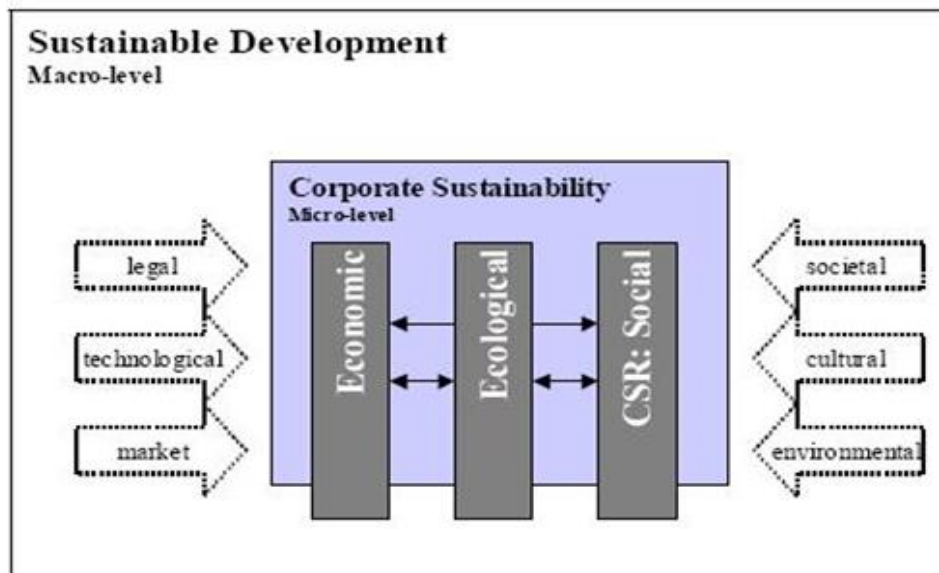 Sustainable Development
Macro-level
Corporate Sustainability
Micro-level
Economic
Ecological
CSR: Social
legal
technological
market
societal
cultural
environmental